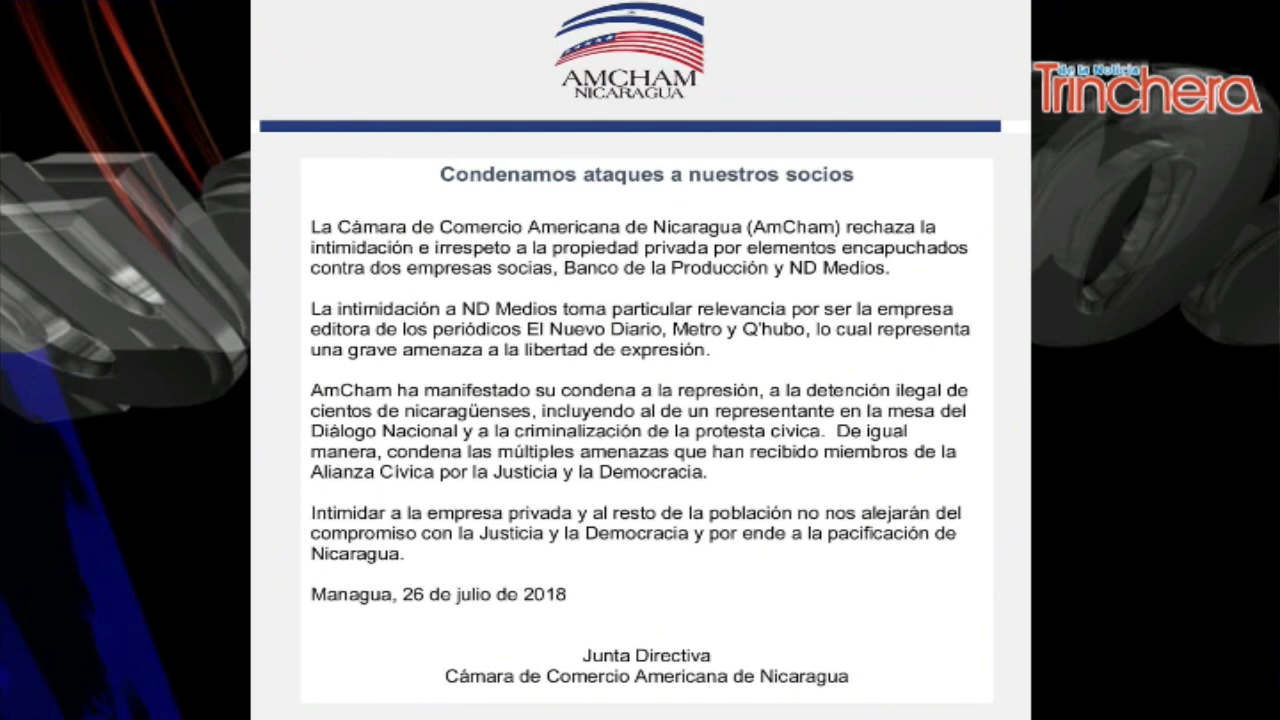 AMCHAM
NICARAGUA
de la Noticia
Trinchera
Condenamos ataques a nuestros socios
La Cámara de Comercio Americana de Nicaragua (AmCham) rechaza la
intimidación e irrespeto a la propiedad privada por elementos encapuchados
contra dos empresas socias, Banco de la Producción y ND Medios.
La intimidación a ND Medios toma particular relevancia por ser la empresa
editora de los periódicos El Nuevo Diario, Metro y Q'hubo, lo cual representa
una grave amenaza a la libertad de expresión.
AmCham ha manifestado su condena a la represión, a la detención ilegal de
cientos de nicaragüenses, incluyendo al de un representante en la mesa del
Diálogo Nacional y a la criminalización de la protesta cívica. De igual
manera, condena las múltiples amenazas que han recibido miembros de la
Alianza Cívica por la Justicia y la Democracia.
Intimidar a la empresa privada y al resto de la población no nos alejarán del
compromiso con la Justicia y la Democracia y por ende a la pacificación de
Nicaragua.
Managua, 26 de julio de 2018
Junta Directiva
Cámara de Comercio Americana de Nicaragua